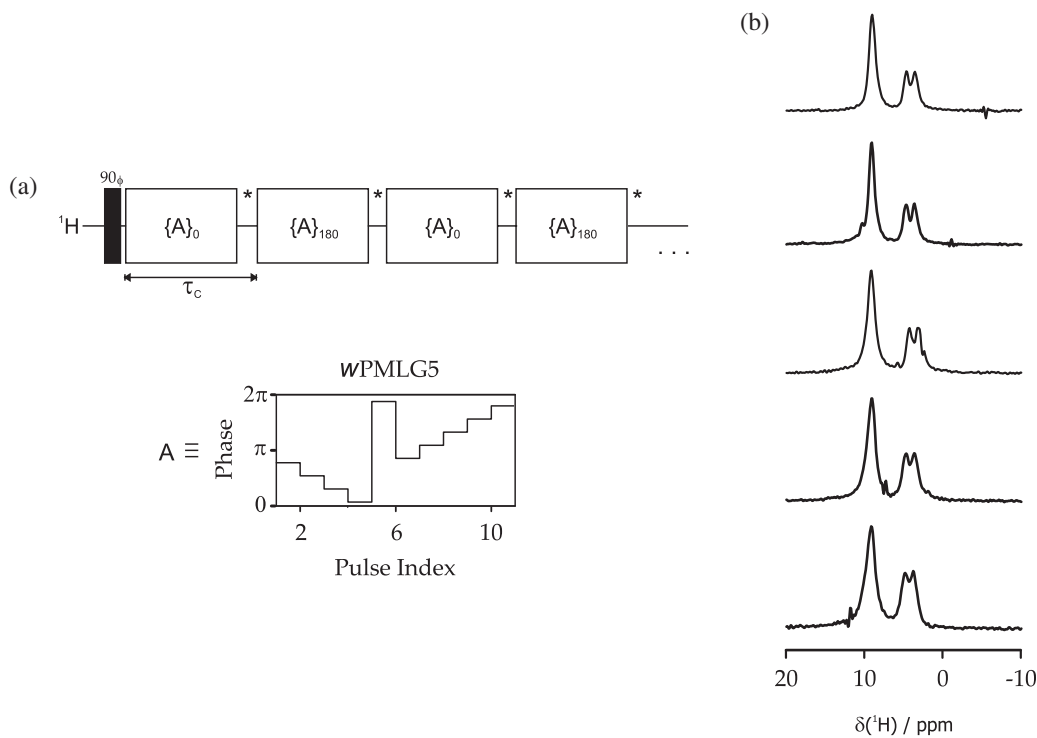 (a)
90ϕ
¹H
{A}₀
*
{A}₁₈₀
*
{A}₀
*
{A}₁₈₀
*
. . .
τC
wPMLG5
A ≡
Phase
2π
π
0
2 6 10
Pulse Index
(b)
20 10 0 -10
δ(¹H) / ppm